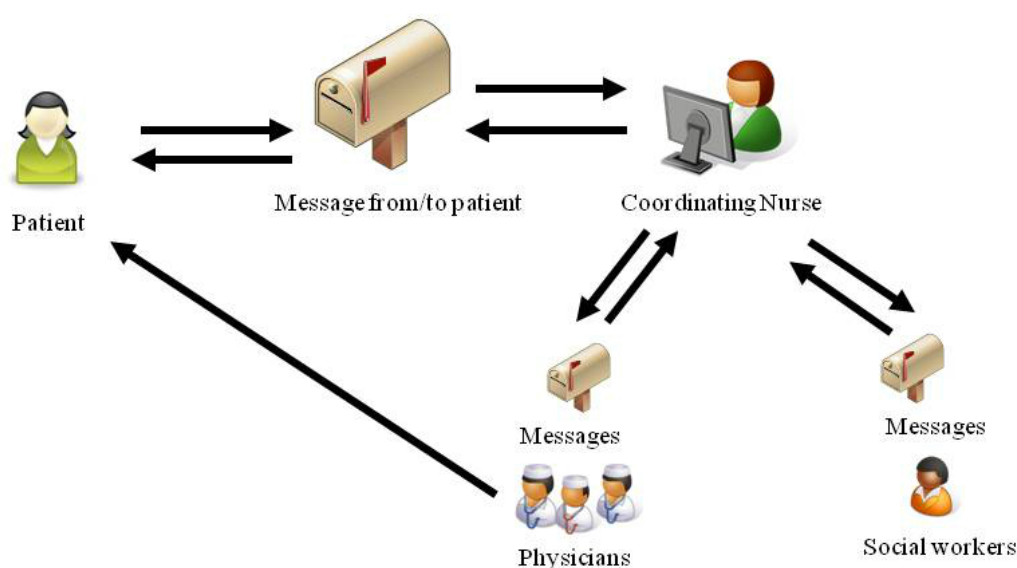 Patient
Message from/to patient
Coordinating Nurse
Messages
Messages
Physicians
Social workers